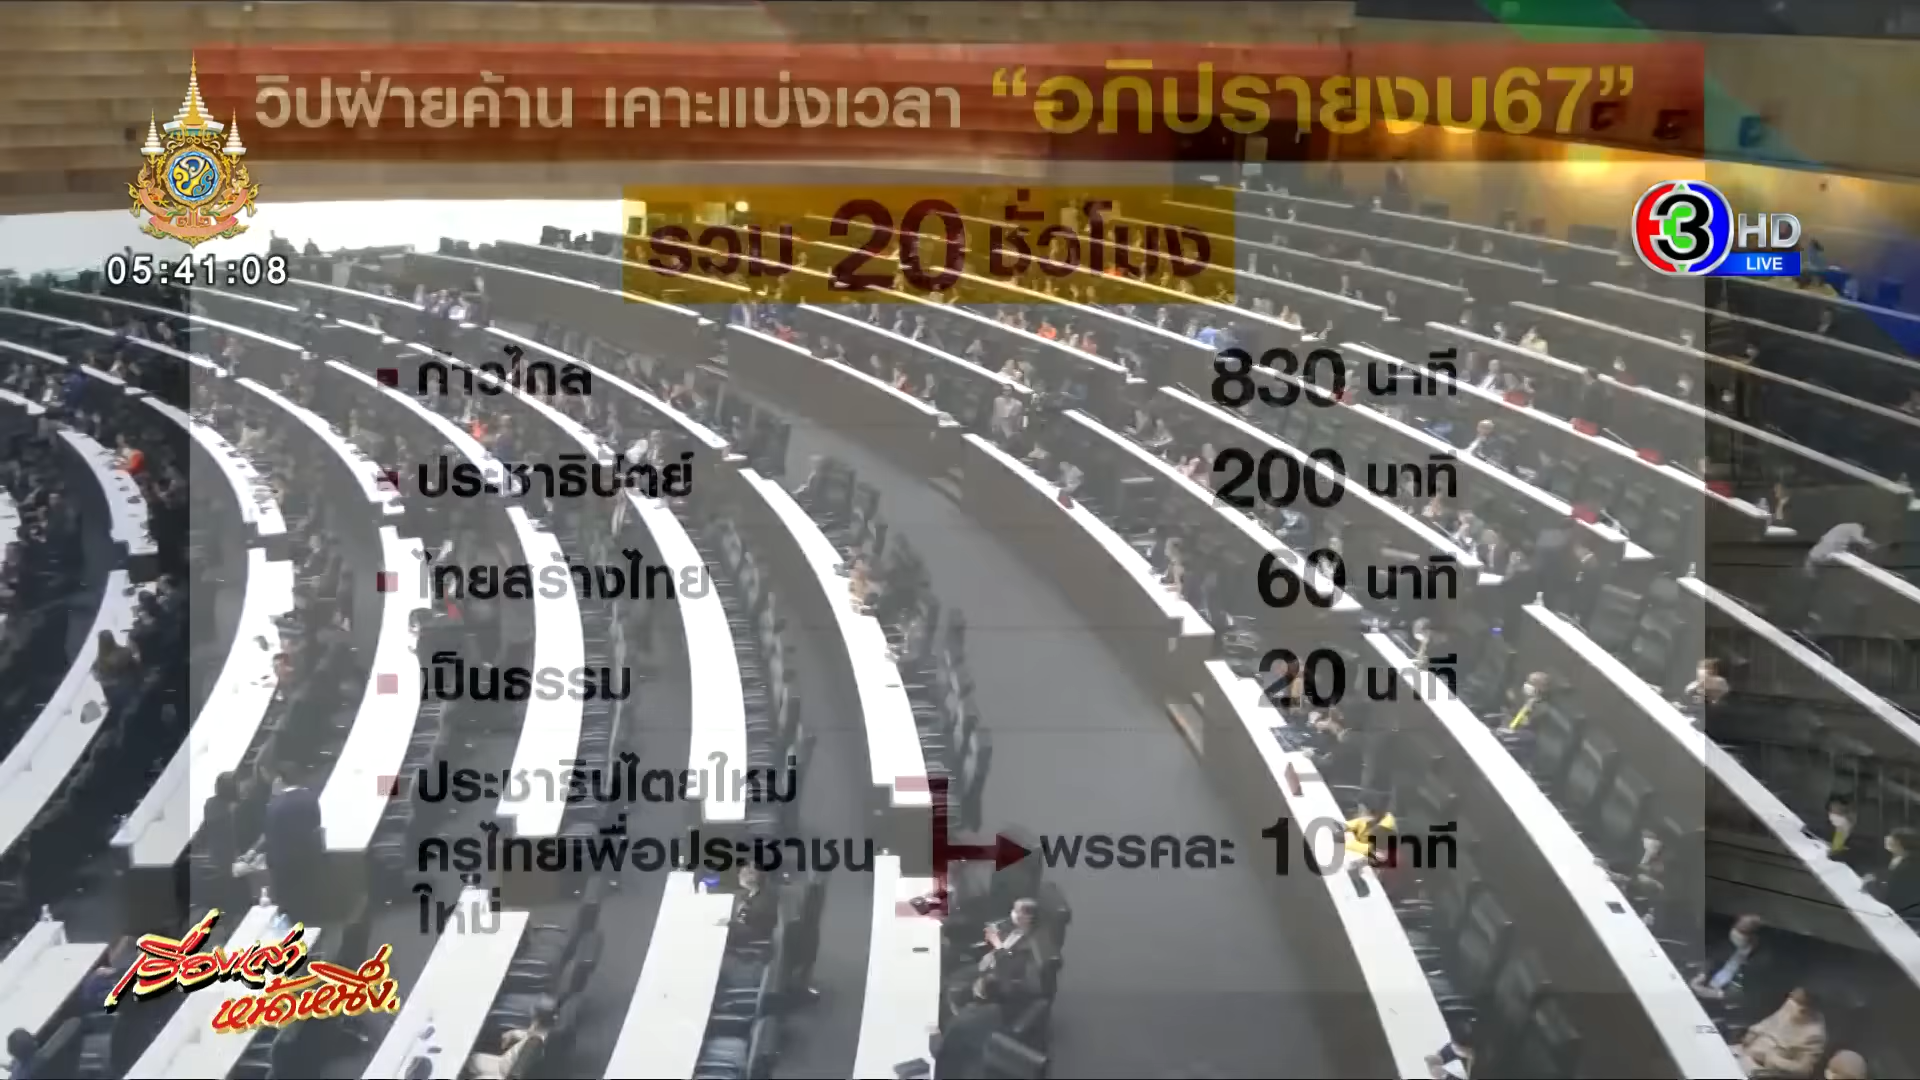 วิปฝ่ายค้าน เคาะแบ่งเวลา “อภิปรายงบ67”
รวม 20 ชั่วโมง
3 HD
LIVE
05:41:08
ก้าวไกล 830 นาที
ประชาธิปัตย์ 200 นาที
ไทยสร้างไทย 60 นาที
เป็นธรรม 20 นาที
ประชาธิปไตยใหม่
ครูไทยเพื่อประชาชน พรรคละ 10 นาที
ใหม่
เรื่องเล่า
หน้าหนึ่ง